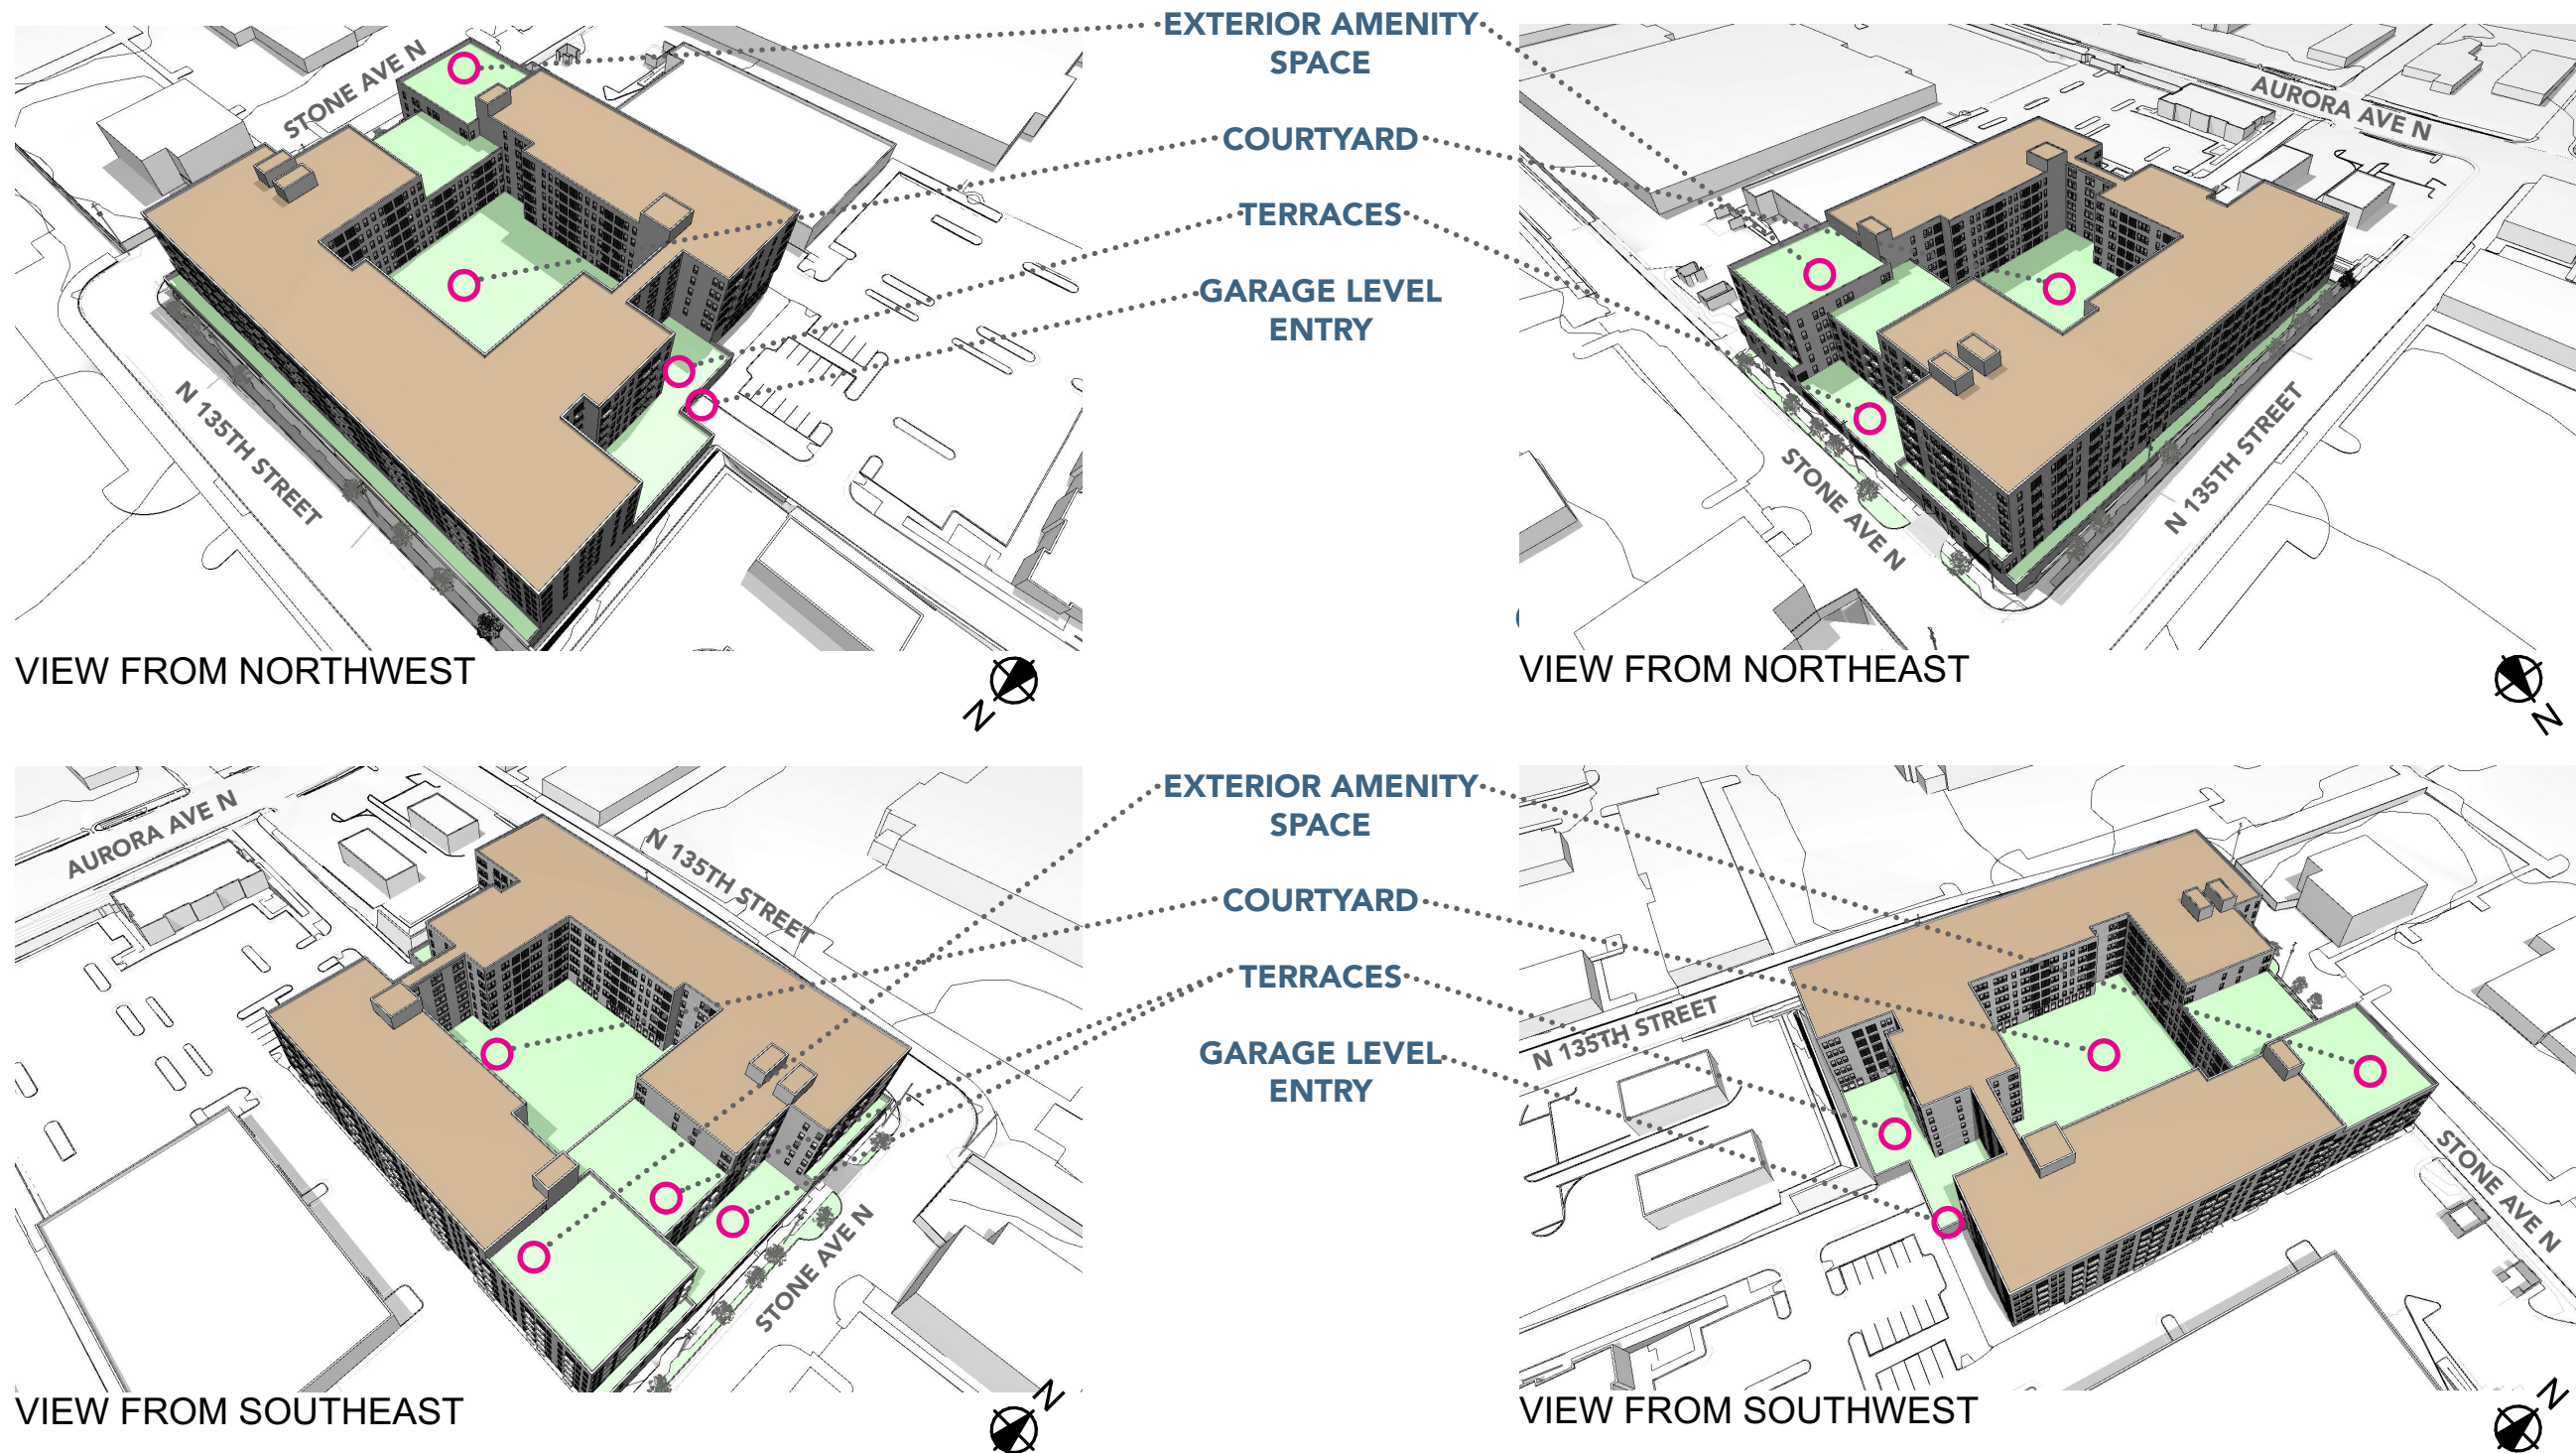 EXTERIOR AMENITY
SPACE
COURTYARD
TERRACES
GARAGE LEVEL
ENTRY
STONE AVE N
N 135TH STREET
VIEW FROM NORTHWEST
N
AURORA AVE N
STONE AVE N
N 135TH STREET
VIEW FROM NORTHEAST
N
EXTERIOR AMENITY
SPACE
COURTYARD
TERRACES
GARAGE LEVEL
ENTRY
AURORA AVE N
N 135TH STREET
STONE AVE N
VIEW FROM SOUTHEAST
N
N 135TH STREET
STONE AVE N
VIEW FROM SOUTHWEST
N